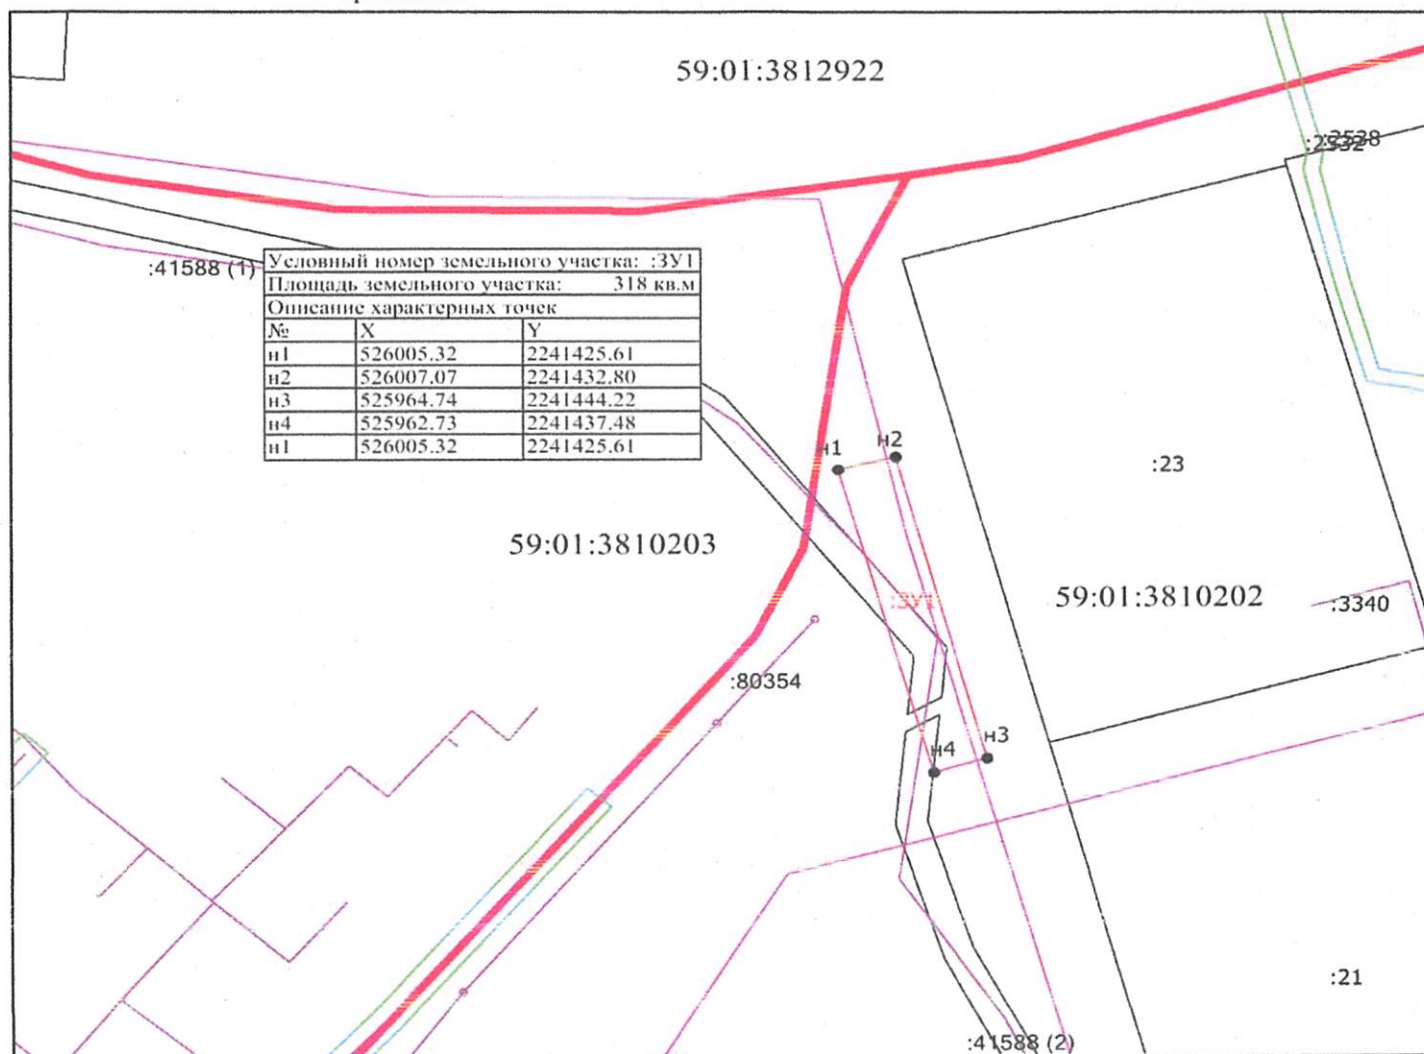 59:01:3812922
:2538
:41588 (1)
Условный номер земельного участка: :ЗУ1
Площадь земельного участка: 318 кв.м
Описание характерных точек
№ X Y
н1 526005.32 2241425.61
н2 526007.07 2241432.80
н3 525964.74 2241444.22
н4 525962.73 2241437.48
н1 526005.32 2241425.61
н1
н2
:23
59:01:3810203
:ЗУ1
59:01:3810202
:3340
:80354
н4
н3
:21
:41588 (2)